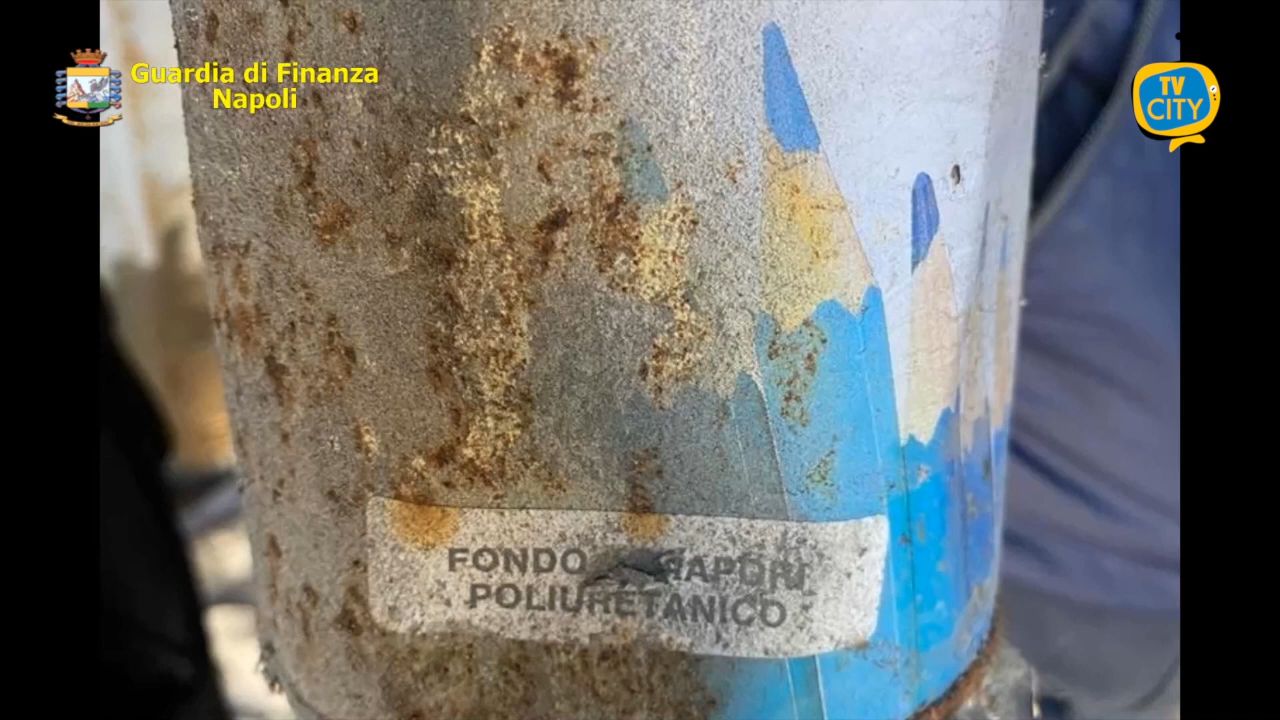 Guardia di Finanza
Napoli
TV
CITY
FONDO
POLIURETANICO